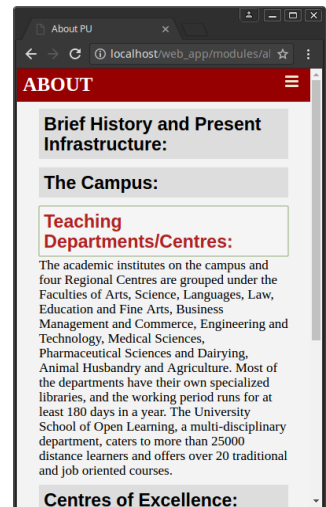 About PU
localhost/web_app/modules/al
ABOUT
Brief History and Present
Infrastructure:
The Campus:
Teaching
Departments/Centres:
The academic institutes on the campus and
four Regional Centres are grouped under the
Faculties of Arts, Science, Languages, Law,
Education and Fine Arts, Business
Management and Commerce, Engineering and
Technology, Medical Sciences,
Pharmaceutical Sciences and Dairying,
Animal Husbandry and Agriculture. Most of
the departments have their own specialized
libraries, and the working period runs for at
least 180 days in a year. The University
School of Open Learning, a multi-disciplinary
department, caters to more than 25000
distance learners and offers over 20 traditional
and job oriented courses.
Centres of Excellence: